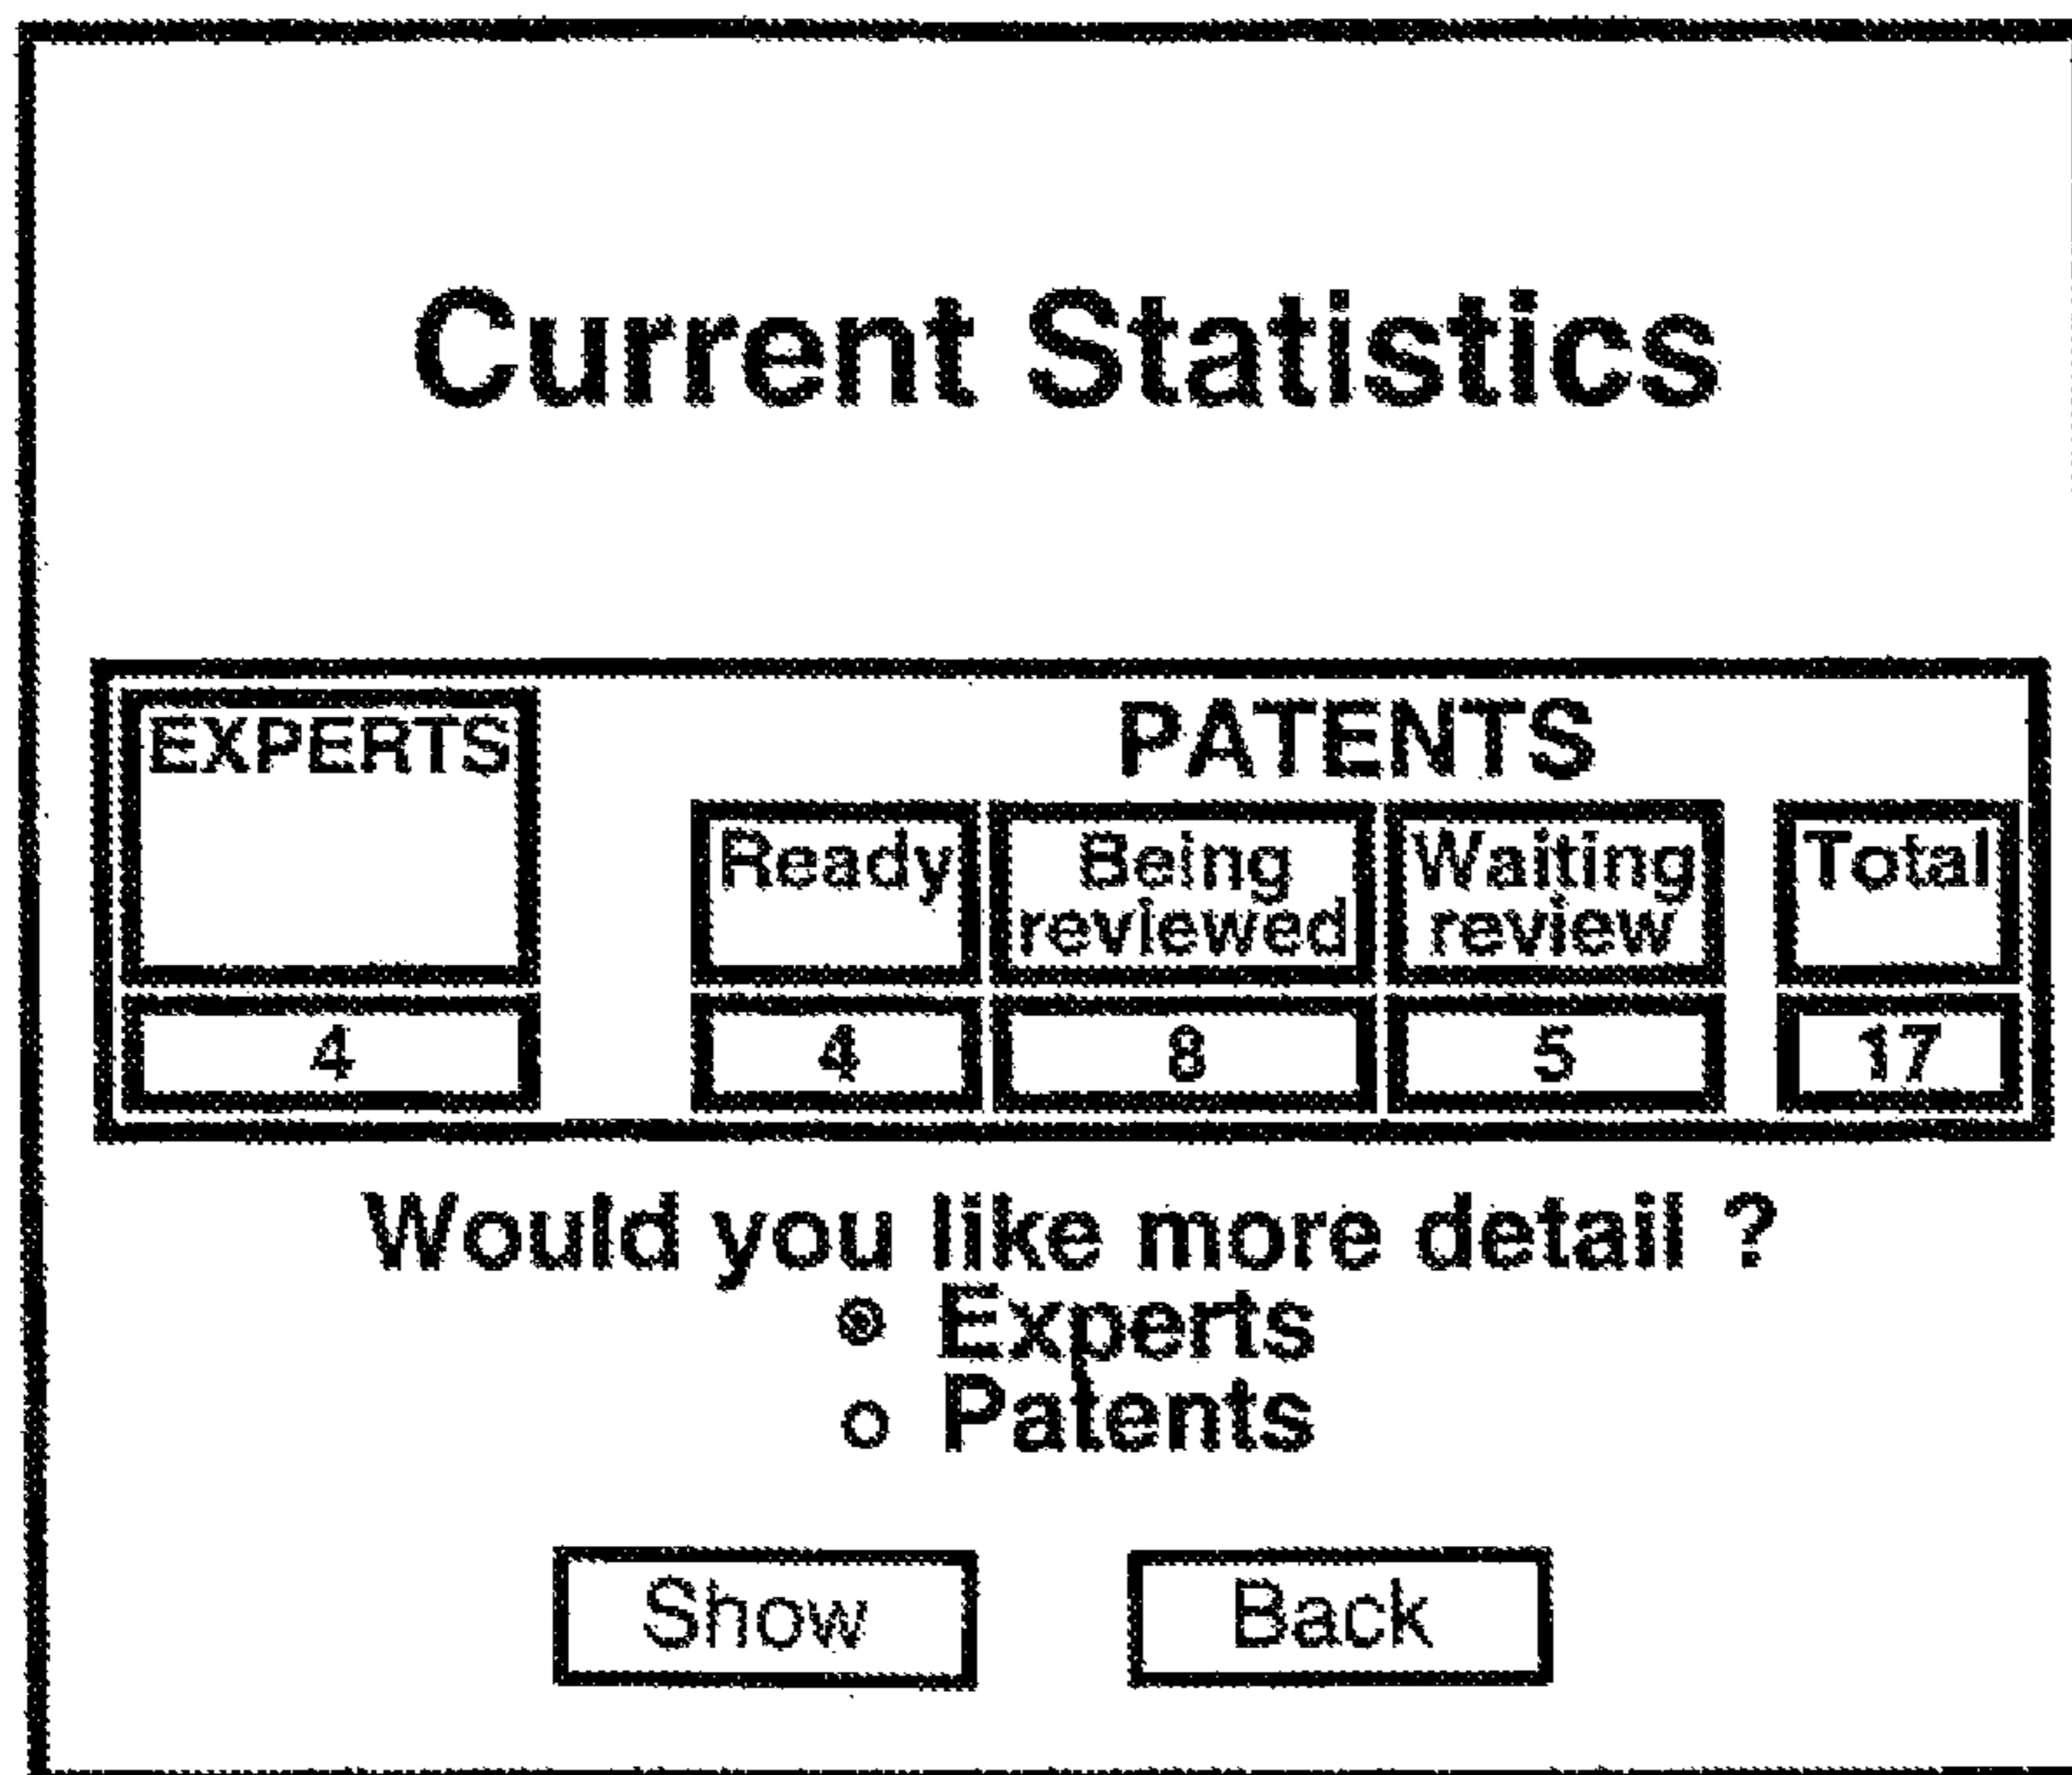 Current Statistics
EXPERTS
PATENTS
Ready
Being
reviewed
Waiting
review
Total
4
4
8
5
17
Would you like more detail ?
Experts
Patents
Show
Back